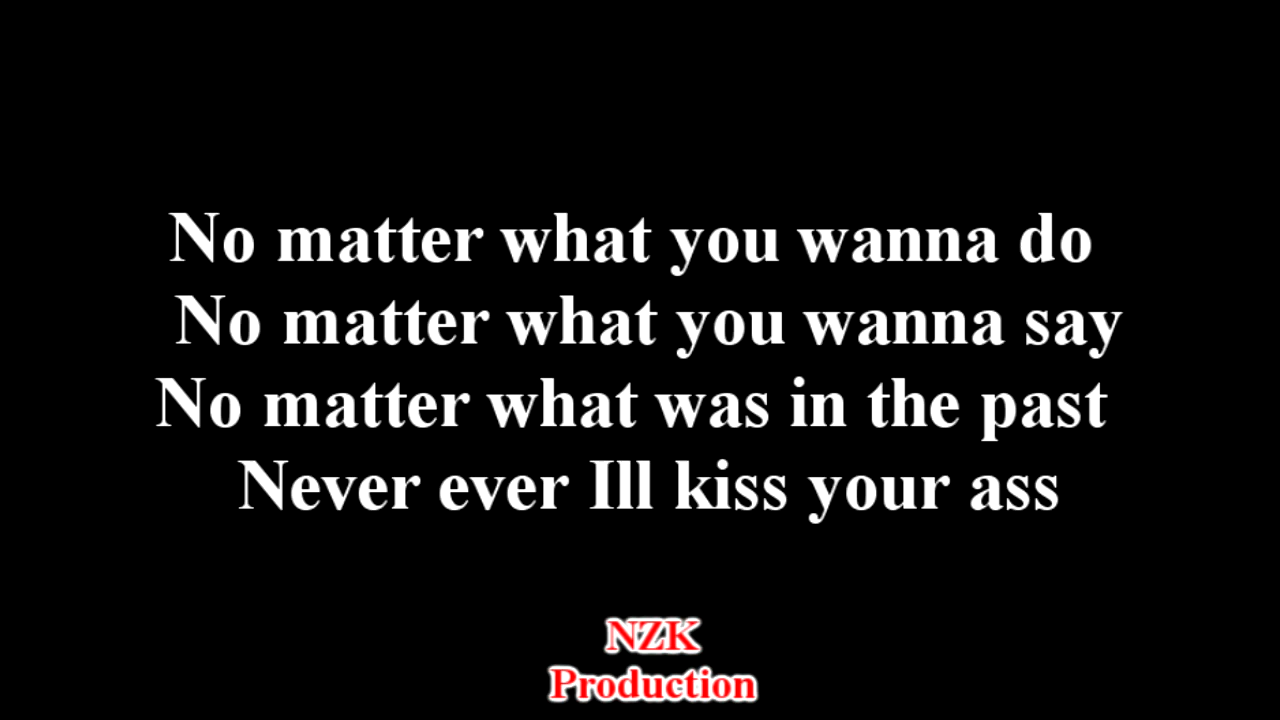 No matter what you wanna do
No matter what you wanna say
No matter what was in the past
Never ever Ill kiss your ass
NZK
Production